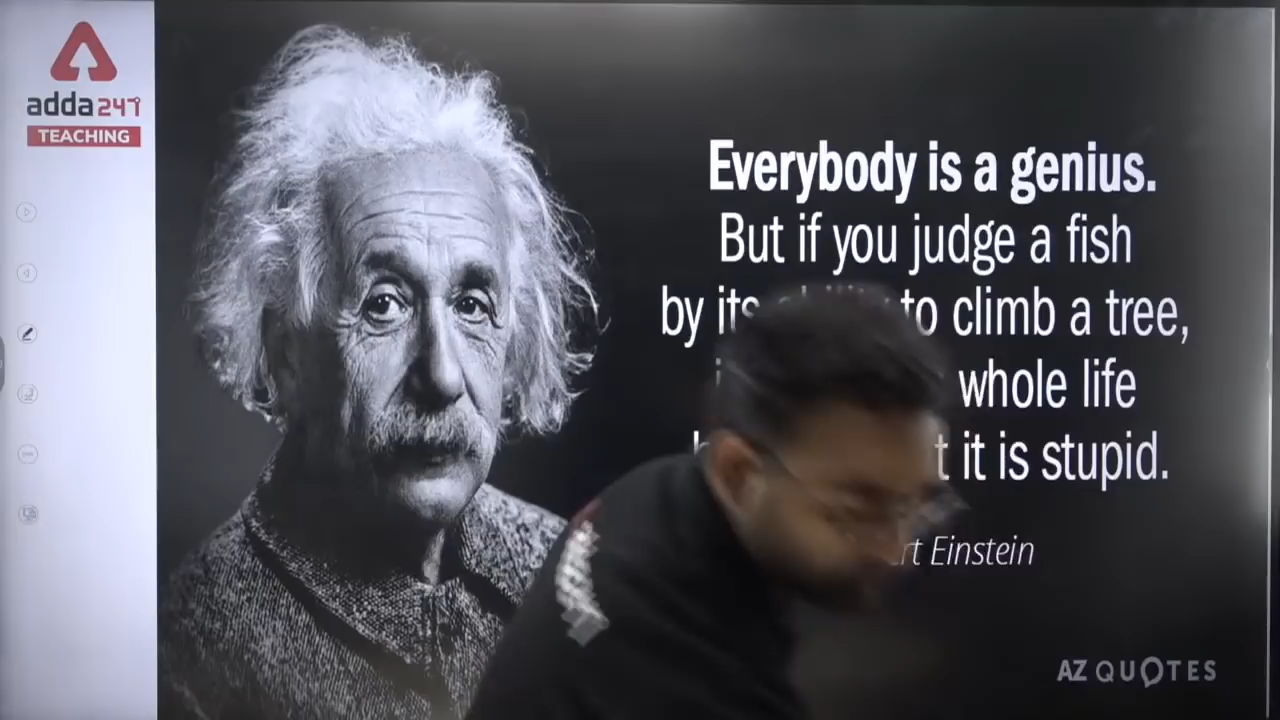 adda247
TEACHING
Everybody is a genius.
But if you judge a fish
by its to climb a tree,
whole life
it is stupid.
Einstein
AZ QUOTES